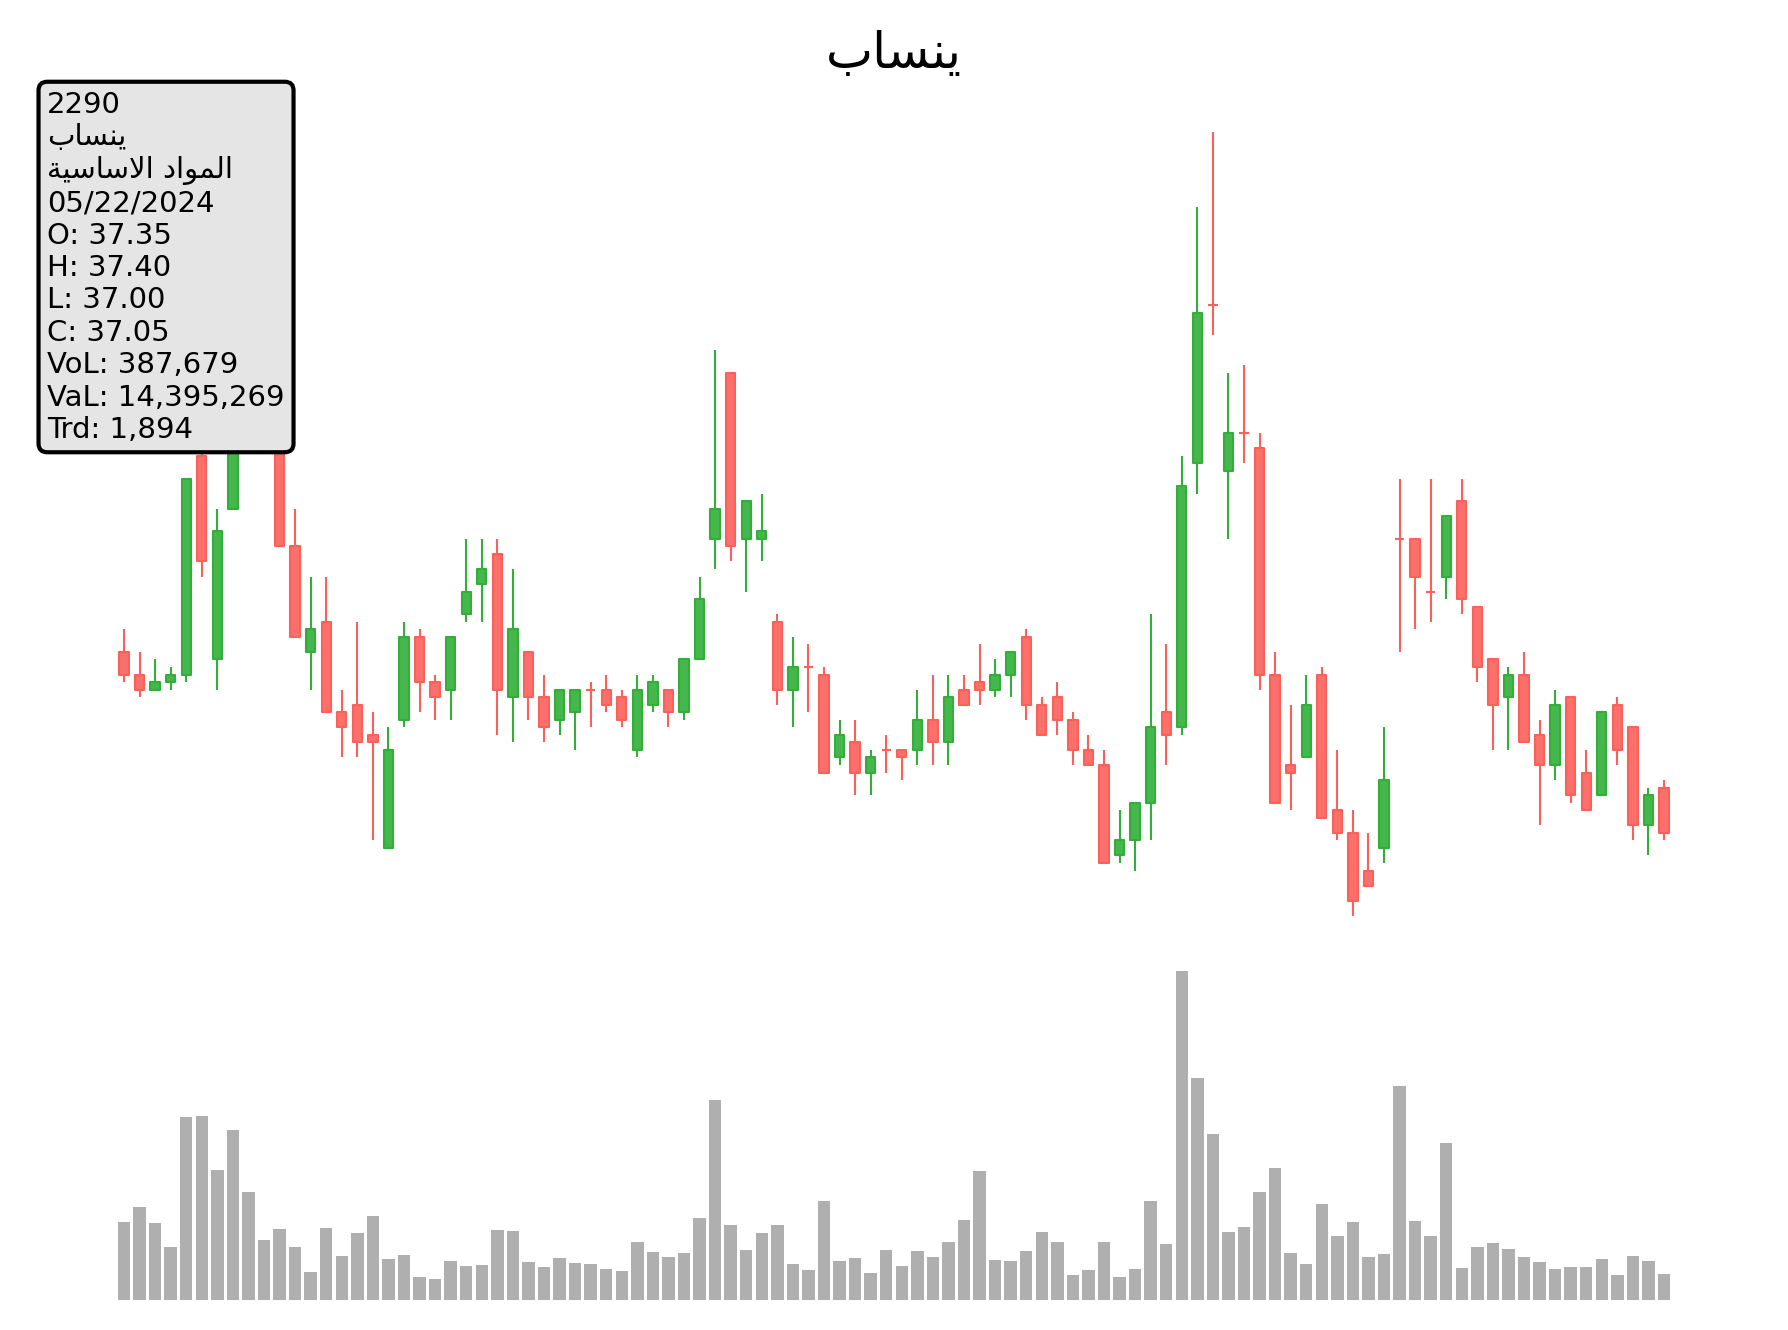 ينساب
2290
ينساب
المواد الاساسية
05/22/2024
O: 37.35
H: 37.40
L: 37.00
C: 37.05
VoL: 387,679
VaL: 14,395,269
Trd: 1,894